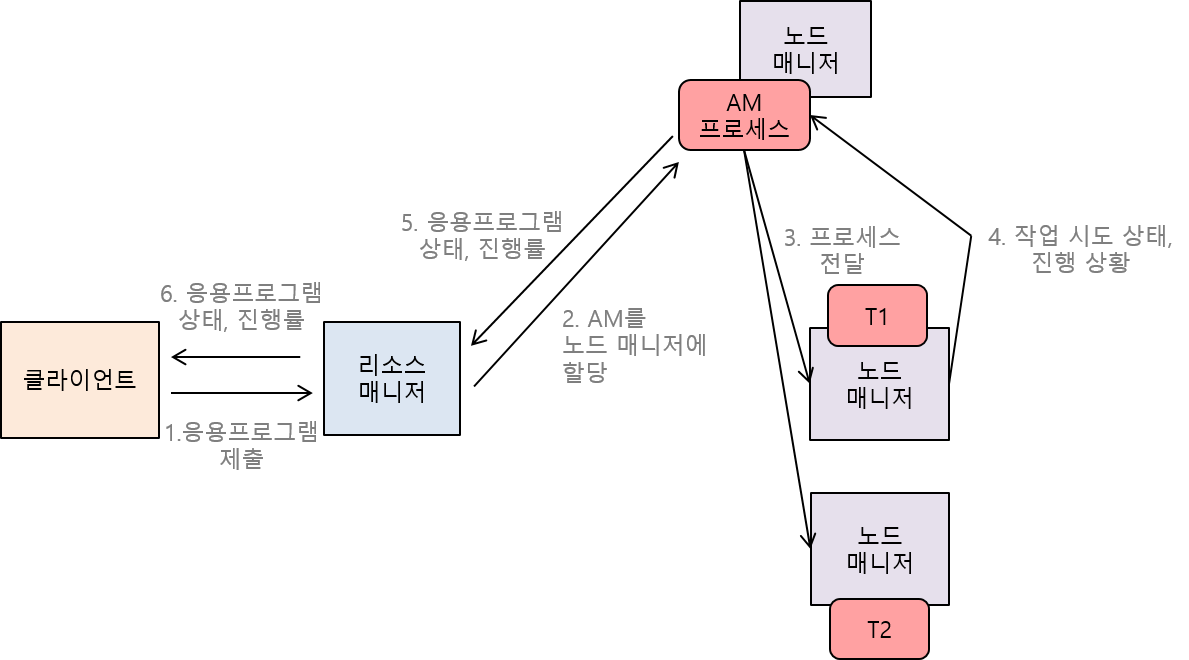 노드
매니저
AM
프로세스
5. 응용프로그램
상태, 진행률
3. 프로세스
전달
4. 작업 시도 상태,
진행 상황
6. 응용프로그램
상태, 진행률
2. AM를
노드 매니저에
할당
T1
클라이언트
리소스
매니저
노드
매니저
1.응용프로그램
제출
노드
매니저
T2